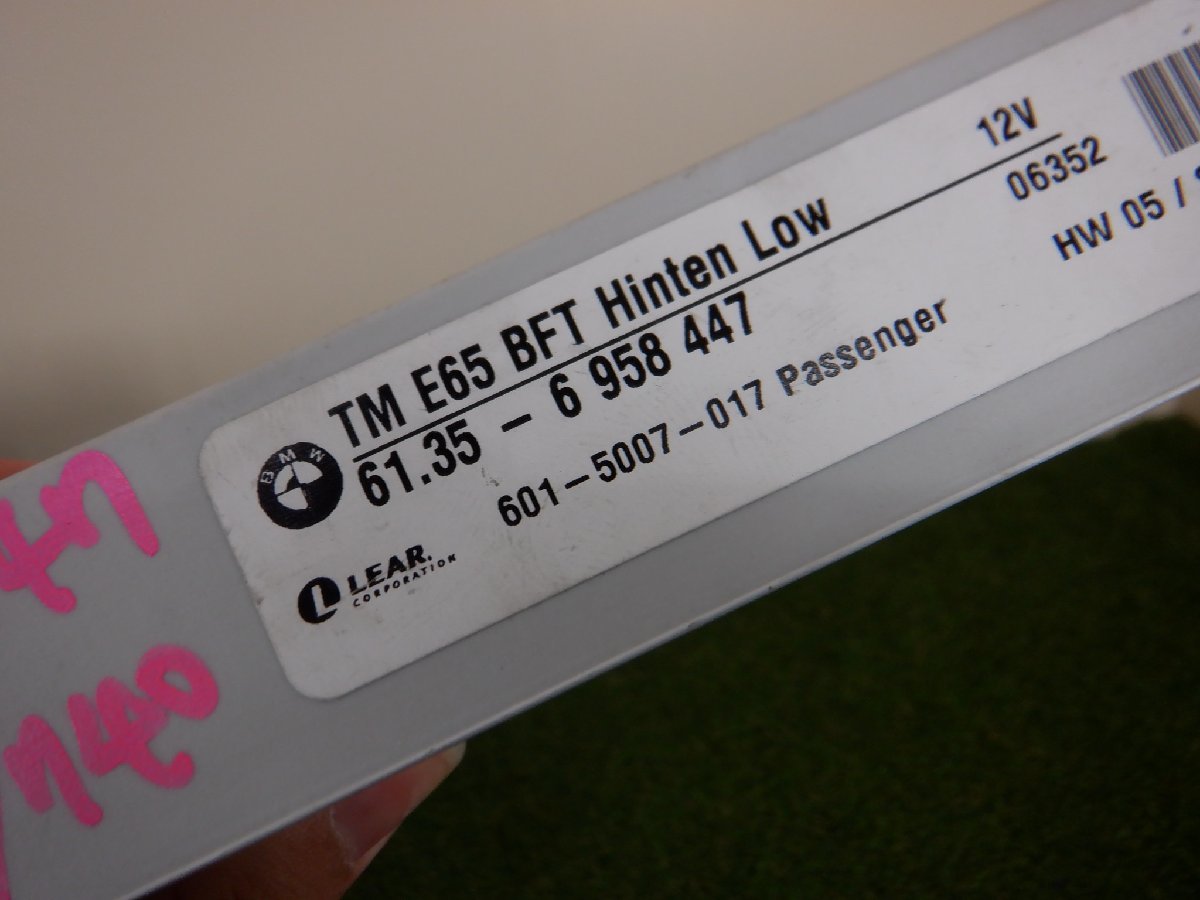 TM E65 BFT Hinten Low 12V
61.35 - 6 958 447 06352
601-5007-017 Passenger HW 05 /
BMW
LEAR.
CORPORATION
740